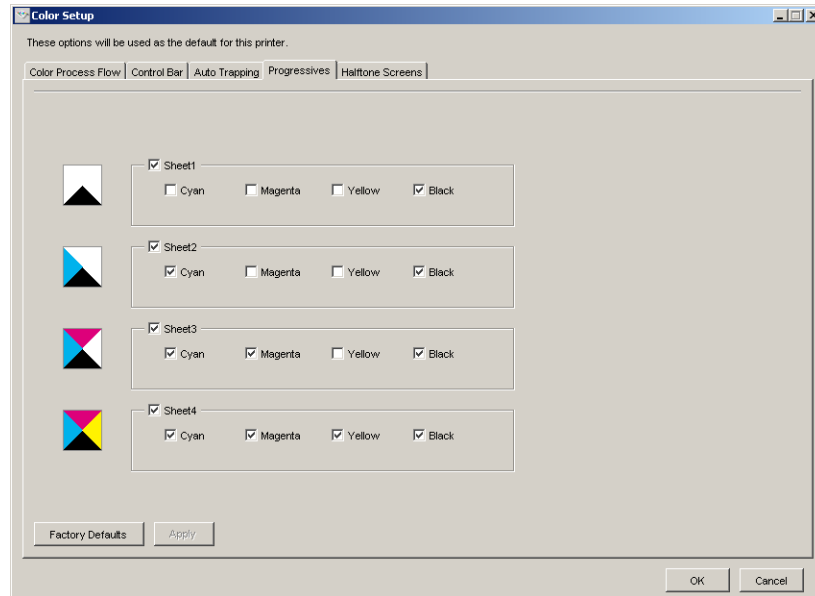 Color Setup
These options will be used as the default for this printer.
Color Process Flow Control Bar Auto Trapping Progressives Halftone Screens
Sheet1
Cyan Magenta Yellow Black
Sheet2
Cyan Magenta Yellow Black
Sheet3
Cyan Magenta Yellow Black
Sheet4
Cyan Magenta Yellow Black
Factory Defaults Apply
OK Cancel